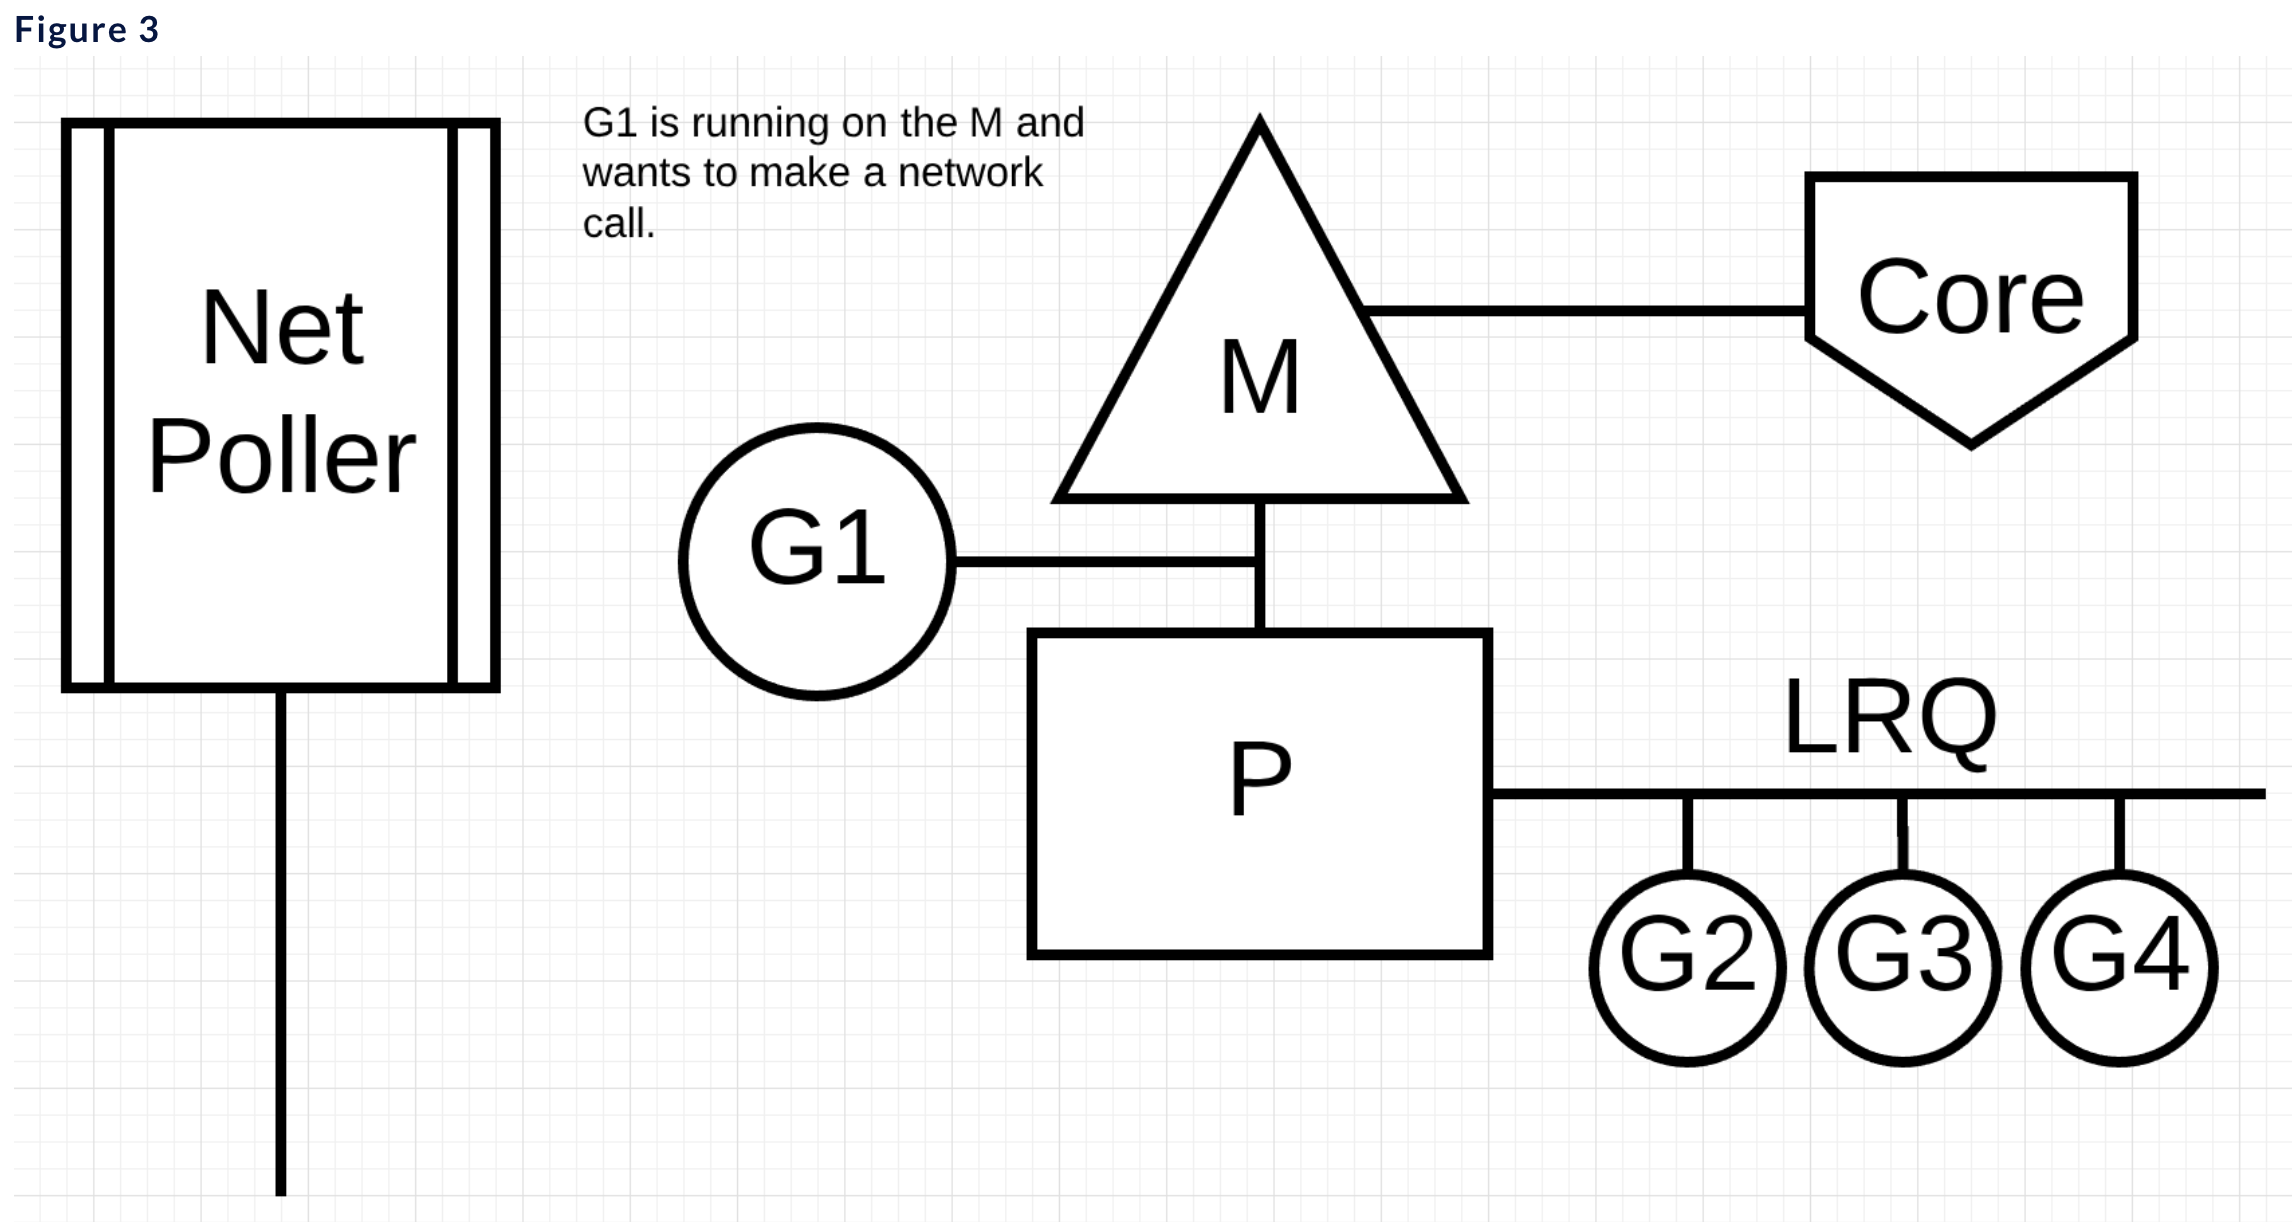 Figure 3
G1 is running on the M and
wants to make a network
call.
Net
Poller
M
Core
G1
P
LRQ
G2
G3
G4